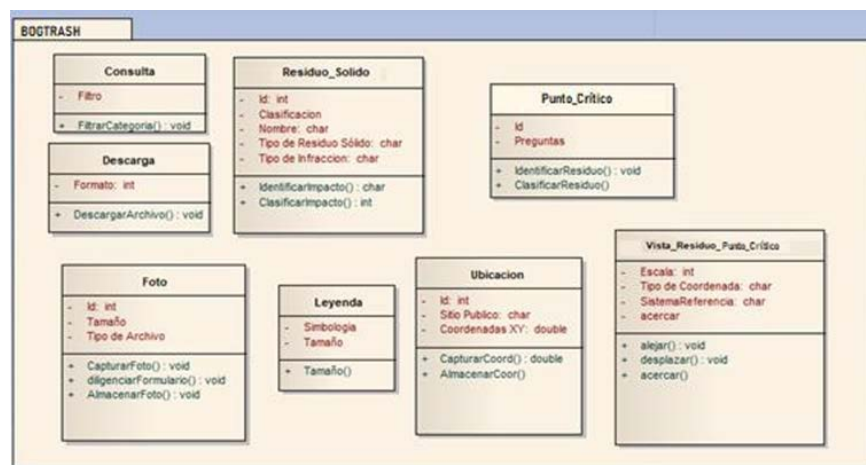 BOGTRASH
Consulta
- Filtro
+ FiltrarCategoria() : void
Residuo_Solido
- Id: int
- Clasificacion
- Nombre: char
- Tipo de Residuo Sólido: char
- Tipo de Infraccion: char
+ IdentificarImpacto() : char
+ ClasificarImpacto() : int
Punto_Crítico
- Id
- Preguntas
+ IdentificarResiduo() : void
+ ClasificarResiduo()
Descarga
- Formato: int
+ DescargarArchivo() : void
Foto
- Id: int
- Tamaño
- Tipo de Archivo
+ CapturarFoto() : void
+ diligenciarFormulario() : void
+ AlmacenarFoto() : void
Leyenda
- Simbologia
- Tamaño
+ Tamaño()
Ubicacion
- Id: int
- Sitio Publico: char
- Coordenadas XY: double
+ CapturarCoord() : double
+ AlmacenarCoor()
Vista_Residuo_Punto_Crítico
- Escala: int
- Tipo de Coordenada: char
- SistemaReferencia: char
- acercar
+ alejar() : void
+ desplazar() : void
+ acercar()